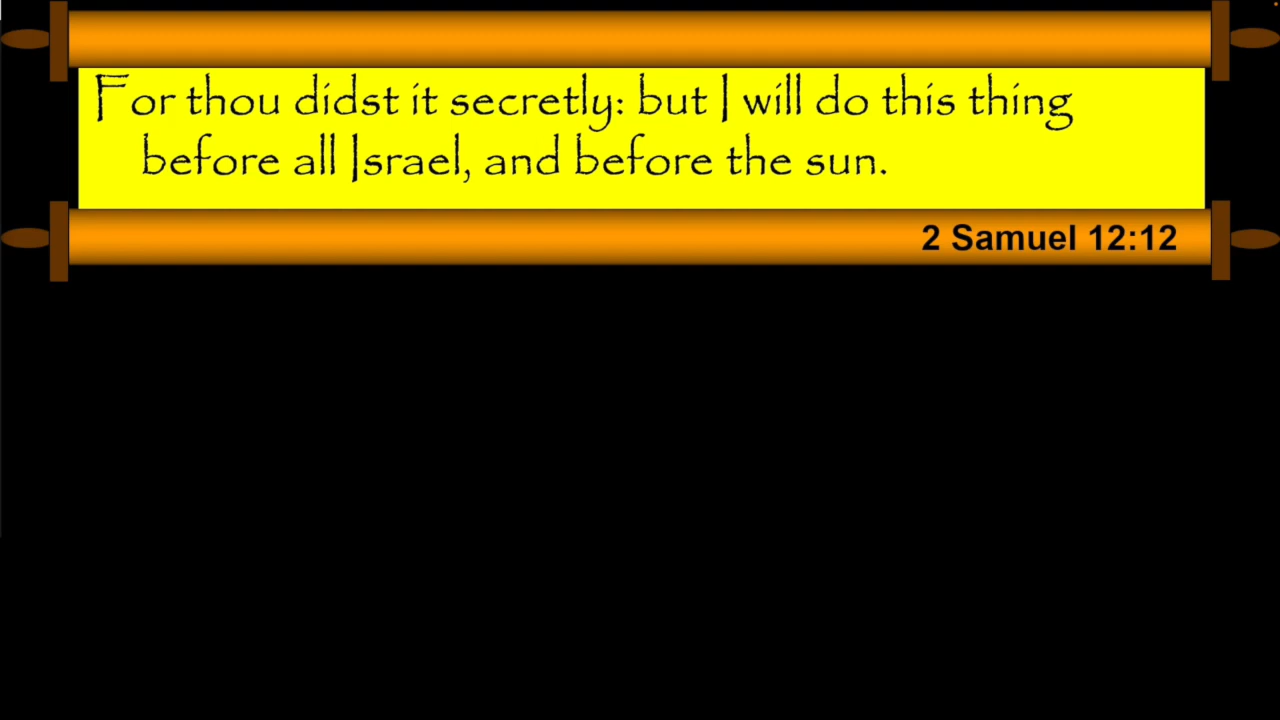 For thou didst it secretly: but I will do this thing
before all Israel, and before the sun.
2 Samuel 12:12